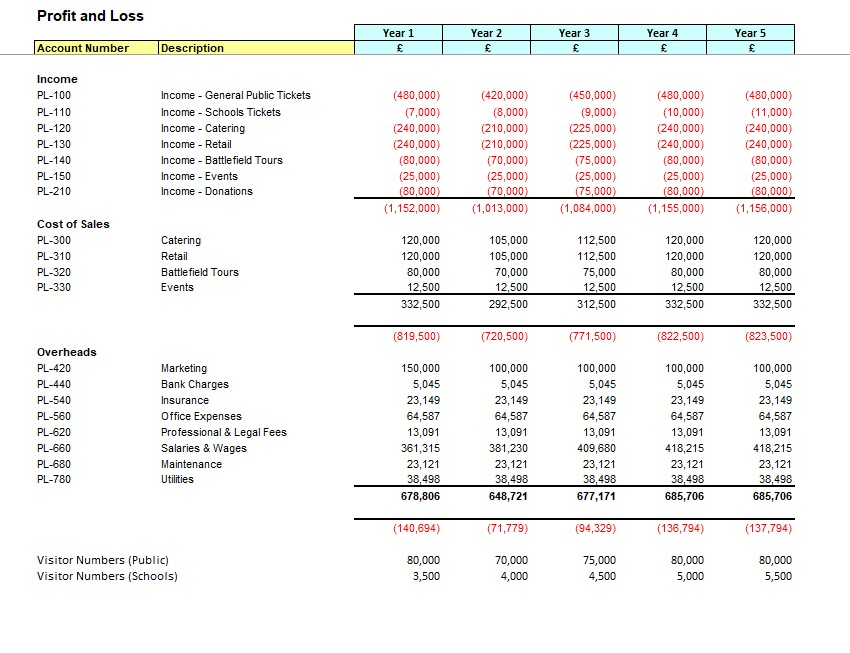 Profit and Loss
Year 1 Year 2 Year 3 Year 4 Year 5
Account Number Description £ £ £ £ £
Income
PL-100 Income - General Public Tickets (480,000) (420,000) (450,000) (480,000) (480,000)
PL-110 Income - Schools Tickets (7,000) (8,000) (9,000) (10,000) (11,000)
PL-120 Income - Catering (240,000) (210,000) (225,000) (240,000) (240,000)
PL-130 Income - Retail (240,000) (210,000) (225,000) (240,000) (240,000)
PL-140 Income - Battlefield Tours (80,000) (70,000) (75,000) (80,000) (80,000)
PL-150 Income - Events (25,000) (25,000) (25,000) (25,000) (25,000)
PL-210 Income - Donations (80,000) (70,000) (75,000) (80,000) (80,000)
(1,152,000) (1,013,000) (1,084,000) (1,155,000) (1,156,000)
Cost of Sales
PL-300 Catering 120,000 105,000 112,500 120,000 120,000
PL-310 Retail 120,000 105,000 112,500 120,000 120,000
PL-320 Battlefield Tours 80,000 70,000 75,000 80,000 80,000
PL-330 Events 12,500 12,500 12,500 12,500 12,500
332,500 292,500 312,500 332,500 332,500
(819,500) (720,500) (771,500) (822,500) (823,500)
Overheads
PL-420 Marketing 150,000 100,000 100,000 100,000 100,000
PL-440 Bank Charges 5,045 5,045 5,045 5,045 5,045
PL-540 Insurance 23,149 23,149 23,149 23,149 23,149
PL-560 Office Expenses 64,587 64,587 64,587 64,587 64,587
PL-620 Professional & Legal Fees 13,091 13,091 13,091 13,091 13,091
PL-660 Salaries & Wages 361,315 381,230 409,680 418,215 418,215
PL-680 Maintenance 23,121 23,121 23,121 23,121 23,121
PL-780 Utilities 38,498 38,498 38,498 38,498 38,498
678,806 648,721 677,171 685,706 685,706
(140,694) (71,779) (94,329) (136,794) (137,794)
Visitor Numbers (Public) 80,000 70,000 75,000 80,000 80,000
Visitor Numbers (Schools) 3,500 4,000 4,500 5,000 5,500